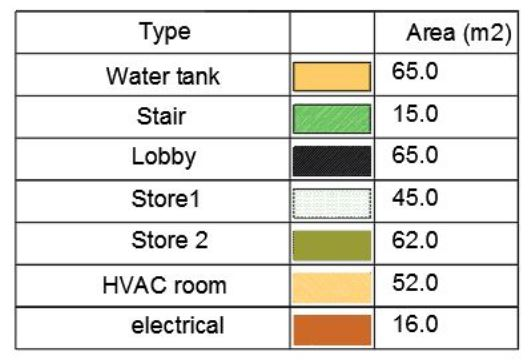 Type Area (m2)
Water tank 65.0
Stair 15.0
Lobby 65.0
Store1 45.0
Store 2 62.0
HVAC room 52.0
electrical 16.0